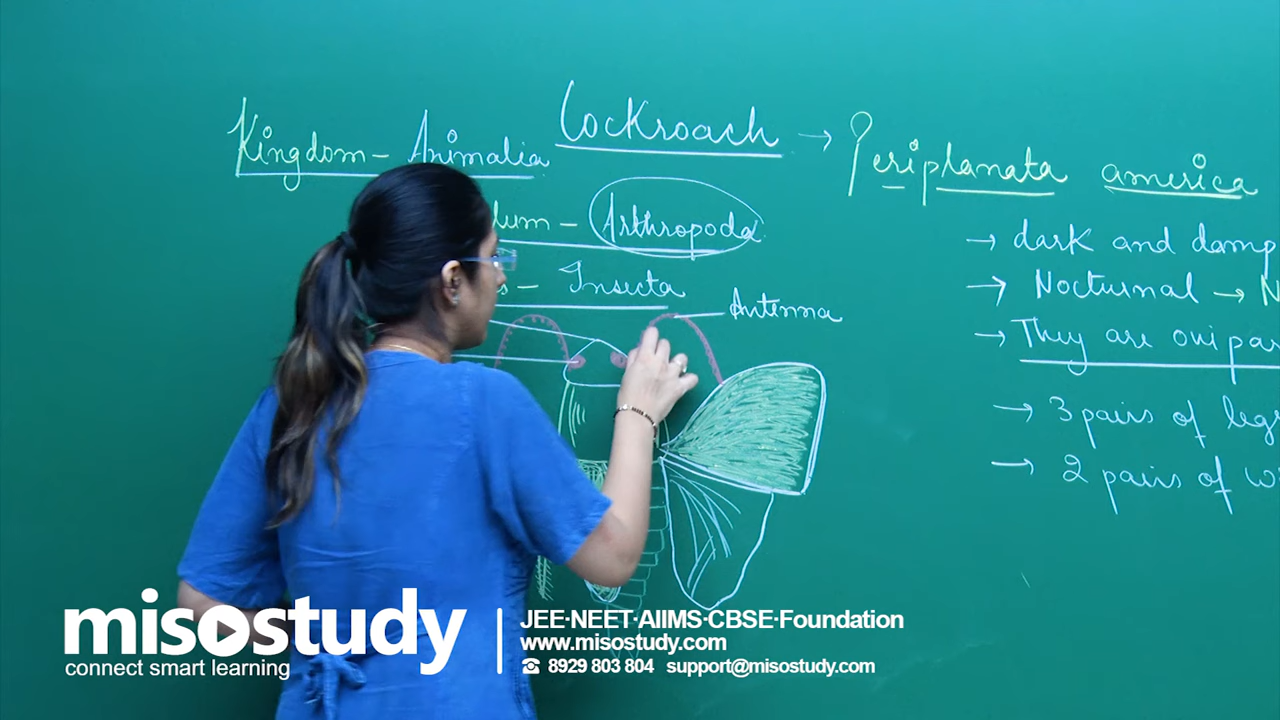 Cockroach → Periplanata america
Kingdom - Animalia
lum - Arthropoda
s - Insecta
Antenna
→ dark and damp
→ Nocturnal → N
→ They are ovipar
→ 3 pairs of leg
→ 2 pairs of w
misostudy
connect smart learning
JEE·NEET·AIIMS·CBSE·Foundation
www.misostudy.com
8929 803 804 support@misostudy.com